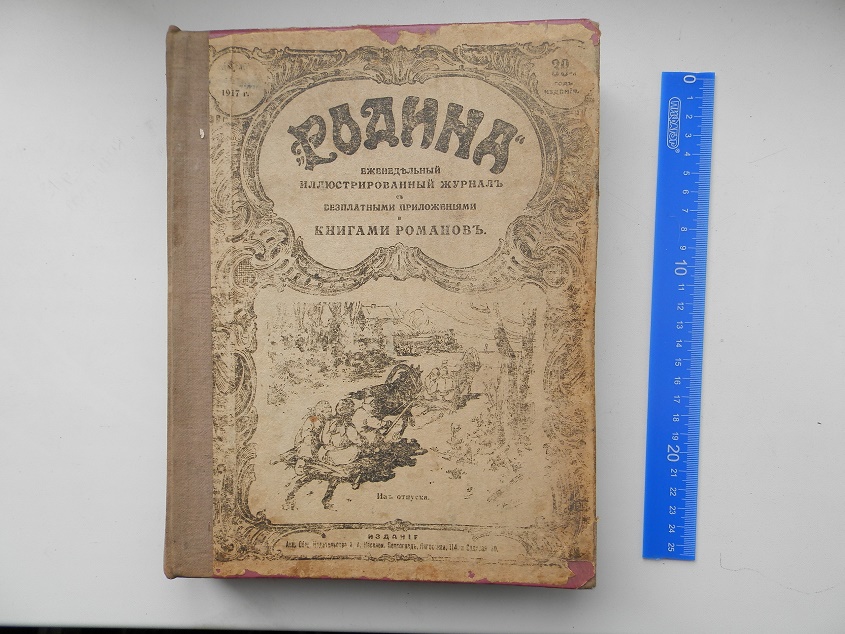 1917 г.
годъ
изданія.
„РОДИНА“
ЕЖЕНЕДѢЛЬНЫЙ
ИЛЛЮСТРИРОВАННЫЙ ЖУРНАЛЪ
съ
БЕЗПЛАТНЫМИ ПРИЛОЖЕНІЯМИ
и
КНИГАМИ РОМАНОВЪ.
Изъ отпуска.
ИЗДАНІЕ
0 1 2 3 4 5 6 7 8 9 10 11 12 13 14 15 16 17 18 19 20 21 22 23 24 25